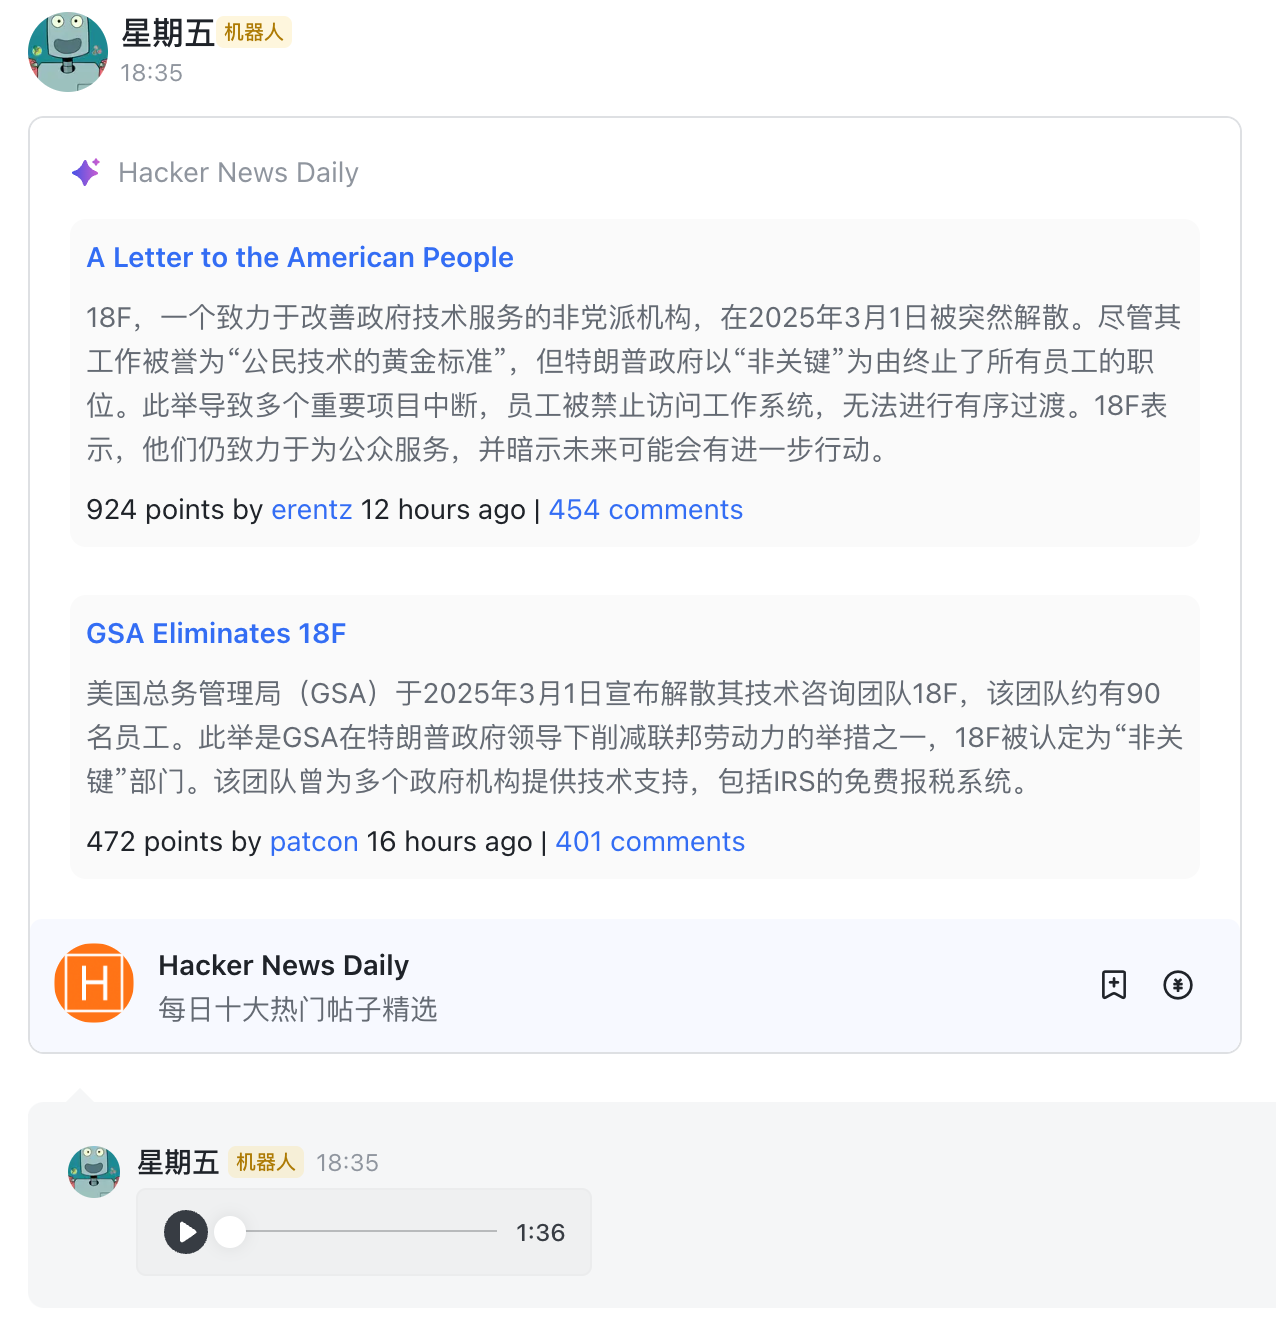 星期五 机器人
18:35
Hacker News Daily
A Letter to the American People
18F，一个致力于改善政府技术服务的非党派机构，在2025年3月1日被突然解散。尽管其
工作被誉为“公民技术的黄金标准”，但特朗普政府以“非关键”为由终止了所有员工的职
位。此举导致多个重要项目中断，员工被禁止访问工作系统，无法进行有序过渡。18F表
示，他们仍致力于为公众服务，并暗示未来可能会有进一步行动。
924 points by erentz 12 hours ago | 454 comments
GSA Eliminates 18F
美国总务管理局（GSA）于2025年3月1日宣布解散其技术咨询团队18F，该团队约有90
名员工。此举是GSA在特朗普政府领导下削减联邦劳动力的举措之一，18F被认定为“非关
键”部门。该团队曾为多个政府机构提供技术支持，包括IRS的免费报税系统。
472 points by patcon 16 hours ago | 401 comments
H
Hacker News Daily
每日十大热门帖子精选
¥
星期五 机器人 18:35
1:36